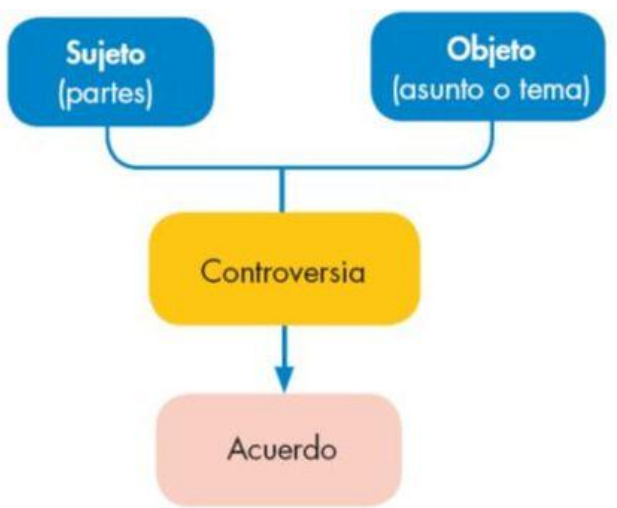 Sujeto
(partes)
Objeto
(asunto o tema)
Controversia
Acuerdo